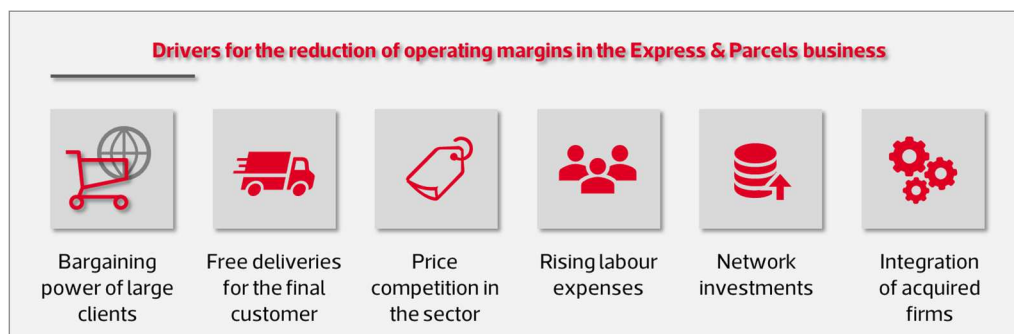 Drivers for the reduction of operating margins in the Express & Parcels business
Bargaining
power of large
clients
Free deliveries
for the final
customer
Price
competition in
the sector
Rising labour
expenses
Network
investments
Integration
of acquired
firms